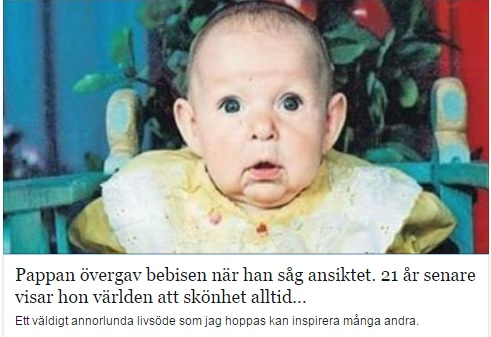 Pappan övergav bebisen när han såg ansiktet. 21 år senare
visar hon världen att skönhet alltid...
Ett väldigt annorlunda livsöde som jag hoppas kan inspirera många andra.